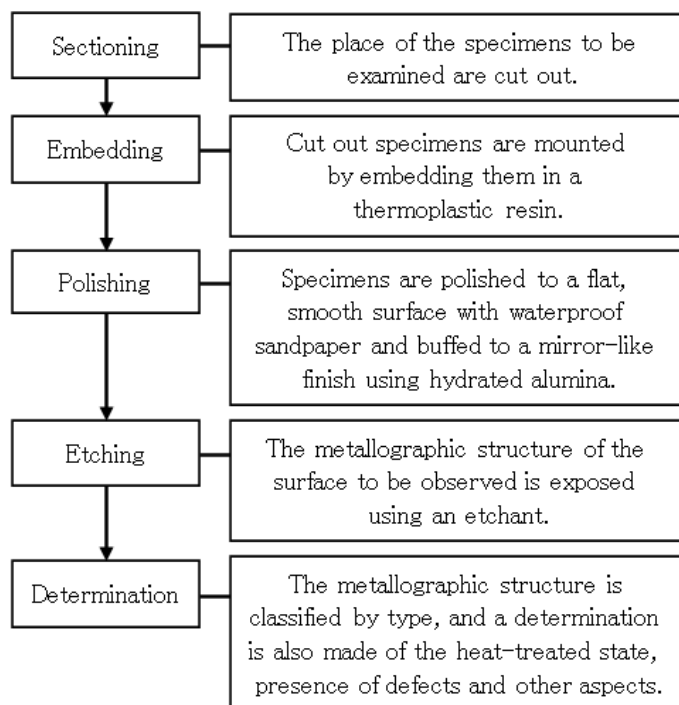 Sectioning
The place of the specimens to be
examined are cut out.
Embedding
Cut out specimens are mounted
by embedding them in a
thermoplastic resin.
Polishing
Specimens are polished to a flat,
smooth surface with waterproof
sandpaper and buffed to a mirror-like
finish using hydrated alumina.
Etching
The metallographic structure of the
surface to be observed is exposed
using an etchant.
Determination
The metallographic structure is
classified by type, and a determination
is also made of the heat-treated state,
presence of defects and other aspects.